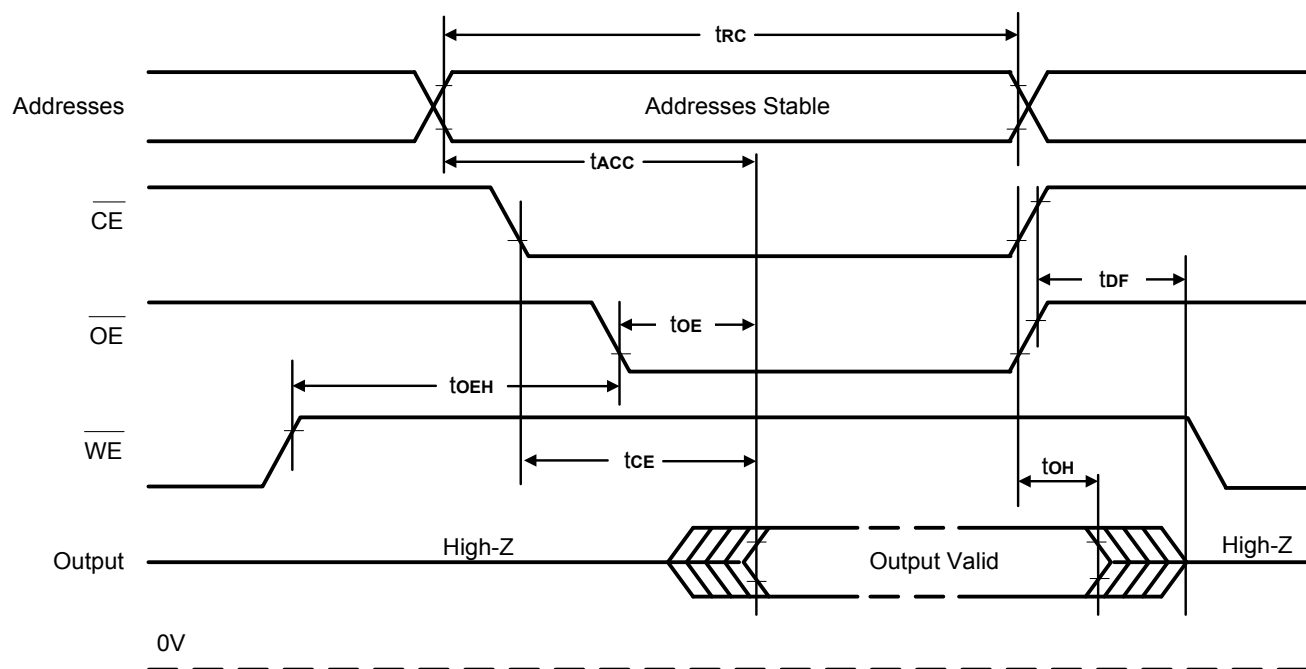 tRC
Addresses
Addresses Stable
tACC
CE
tDF
OE
tOE
tOEH
WE
tCE
tOH
Output
High-Z
Output Valid
High-Z
0V